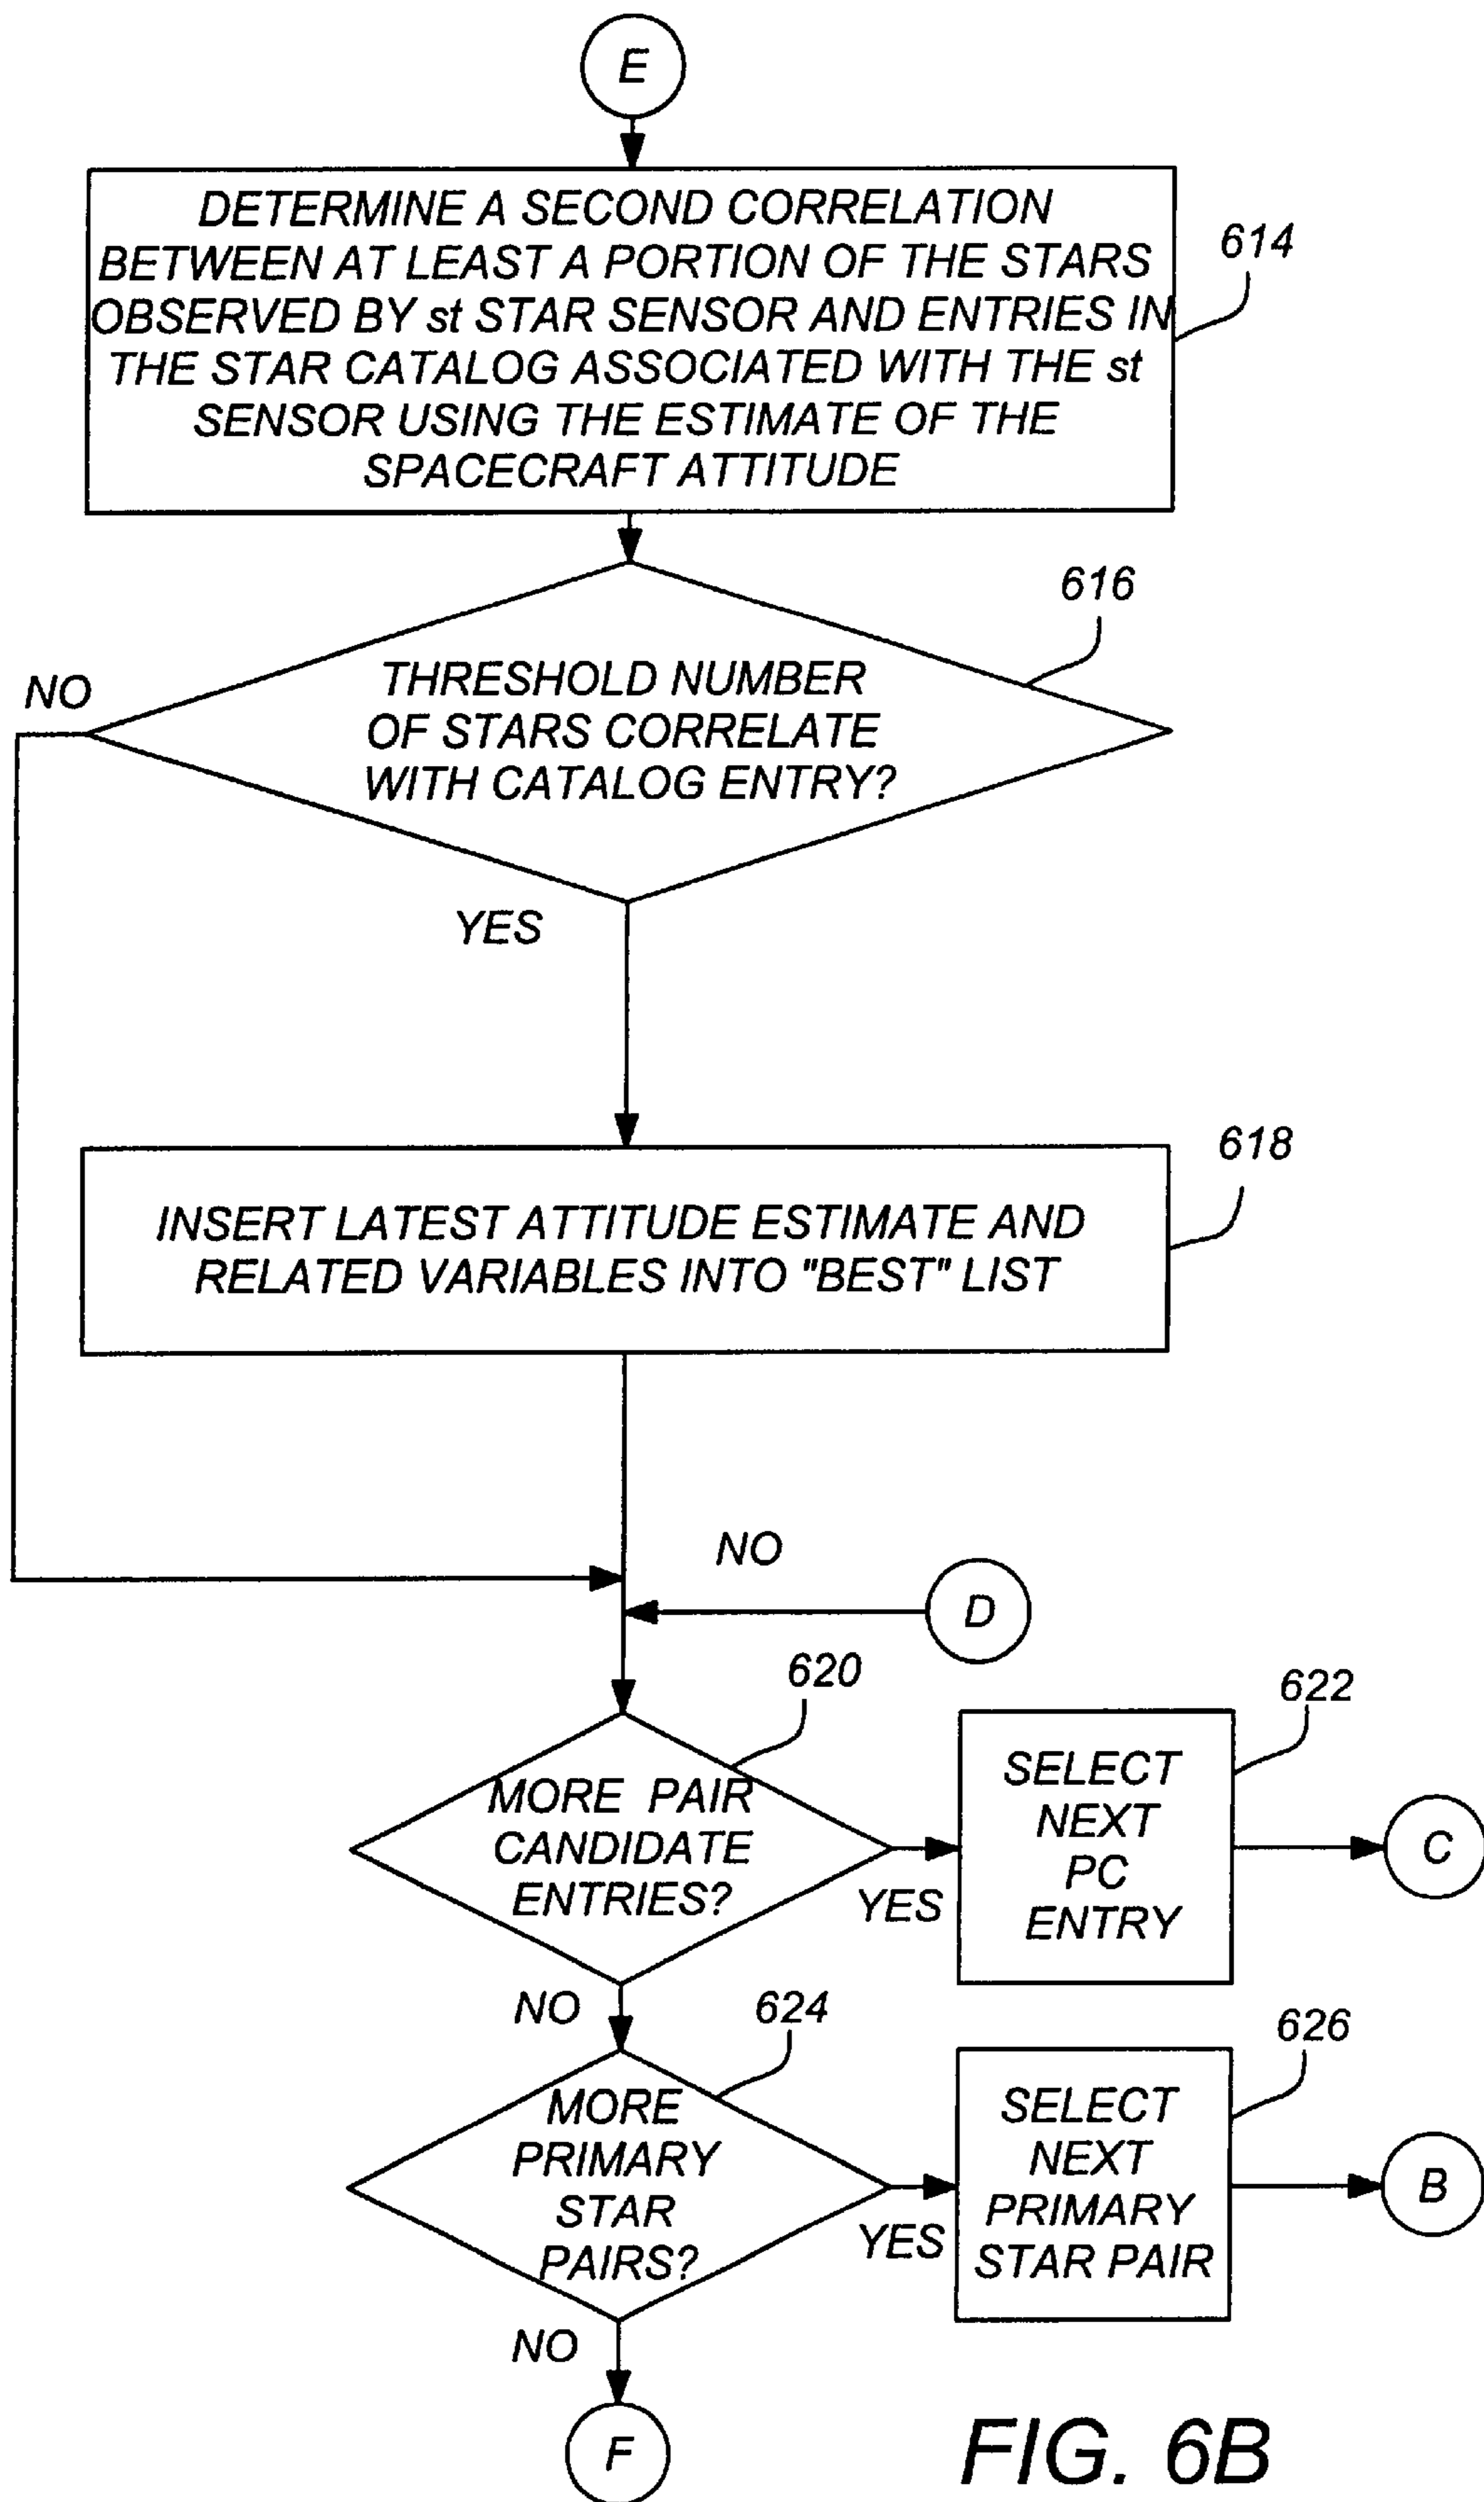 E
DETERMINE A SECOND CORRELATION
BETWEEN AT LEAST A PORTION OF THE STARS
OBSERVED BY st STAR SENSOR AND ENTRIES IN
THE STAR CATALOG ASSOCIATED WITH THE st
SENSOR USING THE ESTIMATE OF THE
SPACECRAFT ATTITUDE
614
616
THRESHOLD NUMBER
OF STARS CORRELATE
WITH CATALOG ENTRY?
NO
YES
618
INSERT LATEST ATTITUDE ESTIMATE AND
RELATED VARIABLES INTO "BEST" LIST
NO
D
620
MORE PAIR
CANDIDATE
ENTRIES?
YES
622
SELECT
NEXT
PC
ENTRY
C
NO
624
MORE
PRIMARY
STAR
PAIRS?
YES
626
SELECT
NEXT
PRIMARY
STAR PAIR
B
NO
F
FIG. 6B